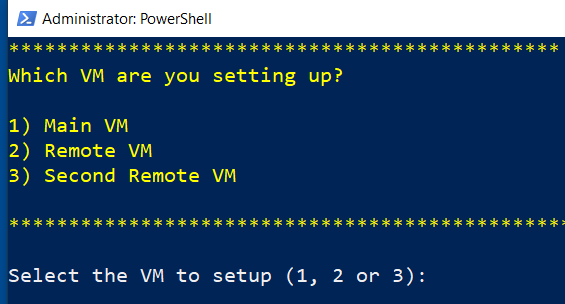 Administrator: PowerShell
**********************************************
Which VM are you setting up?
1) Main VM
2) Remote VM
3) Second Remote VM
***********************************************
Select the VM to setup (1, 2 or 3):